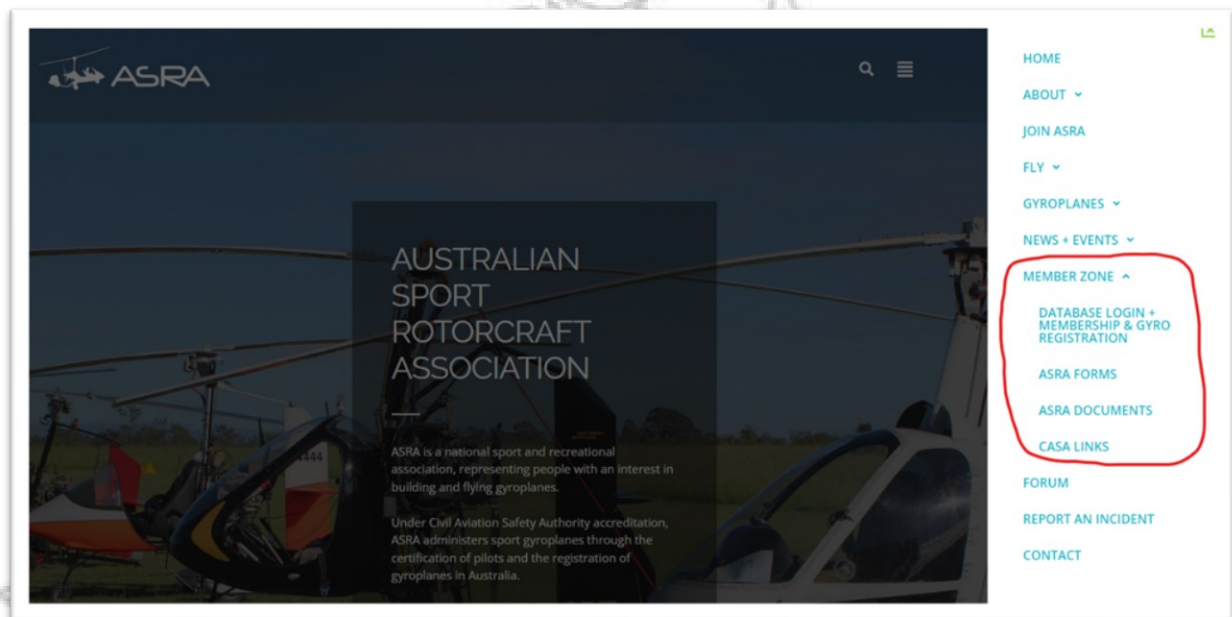 ASRA
AUSTRALIAN
SPORT
ROTORCRAFT
ASSOCIATION
ASRA is a national sport and recreational
association, representing people with an interest in
building and flying gyroplanes.
Under Civil Aviation Safety Authority accreditation,
ASRA administers sport gyroplanes through the
certification of pilots and the registration of
gyroplanes in Australia.
HOME
ABOUT
JOIN ASRA
FLY
GYROPLANES
NEWS + EVENTS
MEMBER ZONE
DATABASE LOGIN +
MEMBERSHIP & GYRO
REGISTRATION
ASRA FORMS
ASRA DOCUMENTS
CASA LINKS
FORUM
REPORT AN INCIDENT
CONTACT